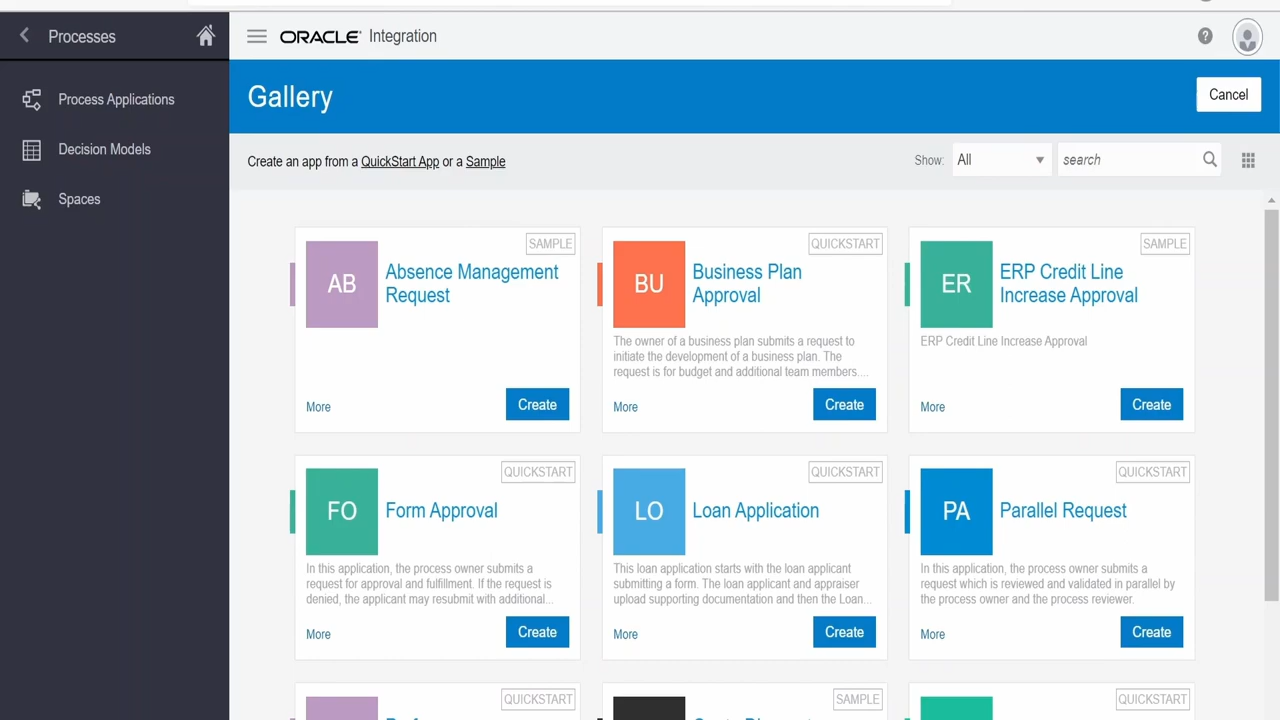 Processes
ORACLE Integration
Process Applications
Decision Models
Spaces
Gallery
Cancel
Create an app from a QuickStart App or a Sample
Show: All
search
SAMPLE
AB
Absence Management
Request
More
Create
QUICKSTART
BU
Business Plan
Approval
The owner of a business plan submits a request to
initiate the development of a business plan. The
request is for budget and additional team members....
More
Create
SAMPLE
ER
ERP Credit Line
Increase Approval
ERP Credit Line Increase Approval
More
Create
QUICKSTART
FO
Form Approval
In this application, the process owner submits a
request for approval and fulfillment. If the request is
denied, the applicant may resubmit with additional...
More
Create
QUICKSTART
LO
Loan Application
This loan application starts with the loan applicant
submitting a form. The loan applicant and appraiser
upload supporting documentation and then the Loan...
More
Create
QUICKSTART
PA
Parallel Request
In this application, the process owner submits a
request which is reviewed and validated in parallel by
the process owner and the process reviewer.
More
Create
QUICKSTART
SAMPLE
QUICKSTART